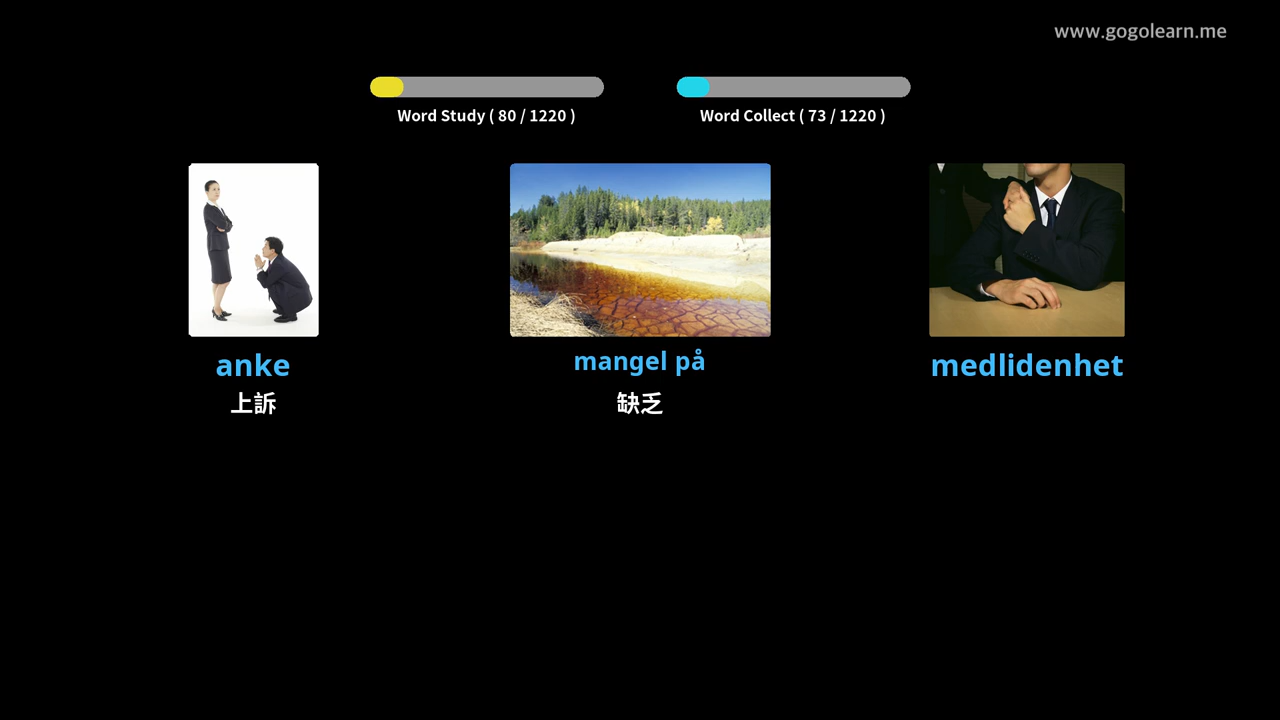 www.gogolearn.me
Word Study ( 80 / 1220 )
Word Collect ( 73 / 1220 )
anke
mangel på
medlidenhet
上訴
缺乏